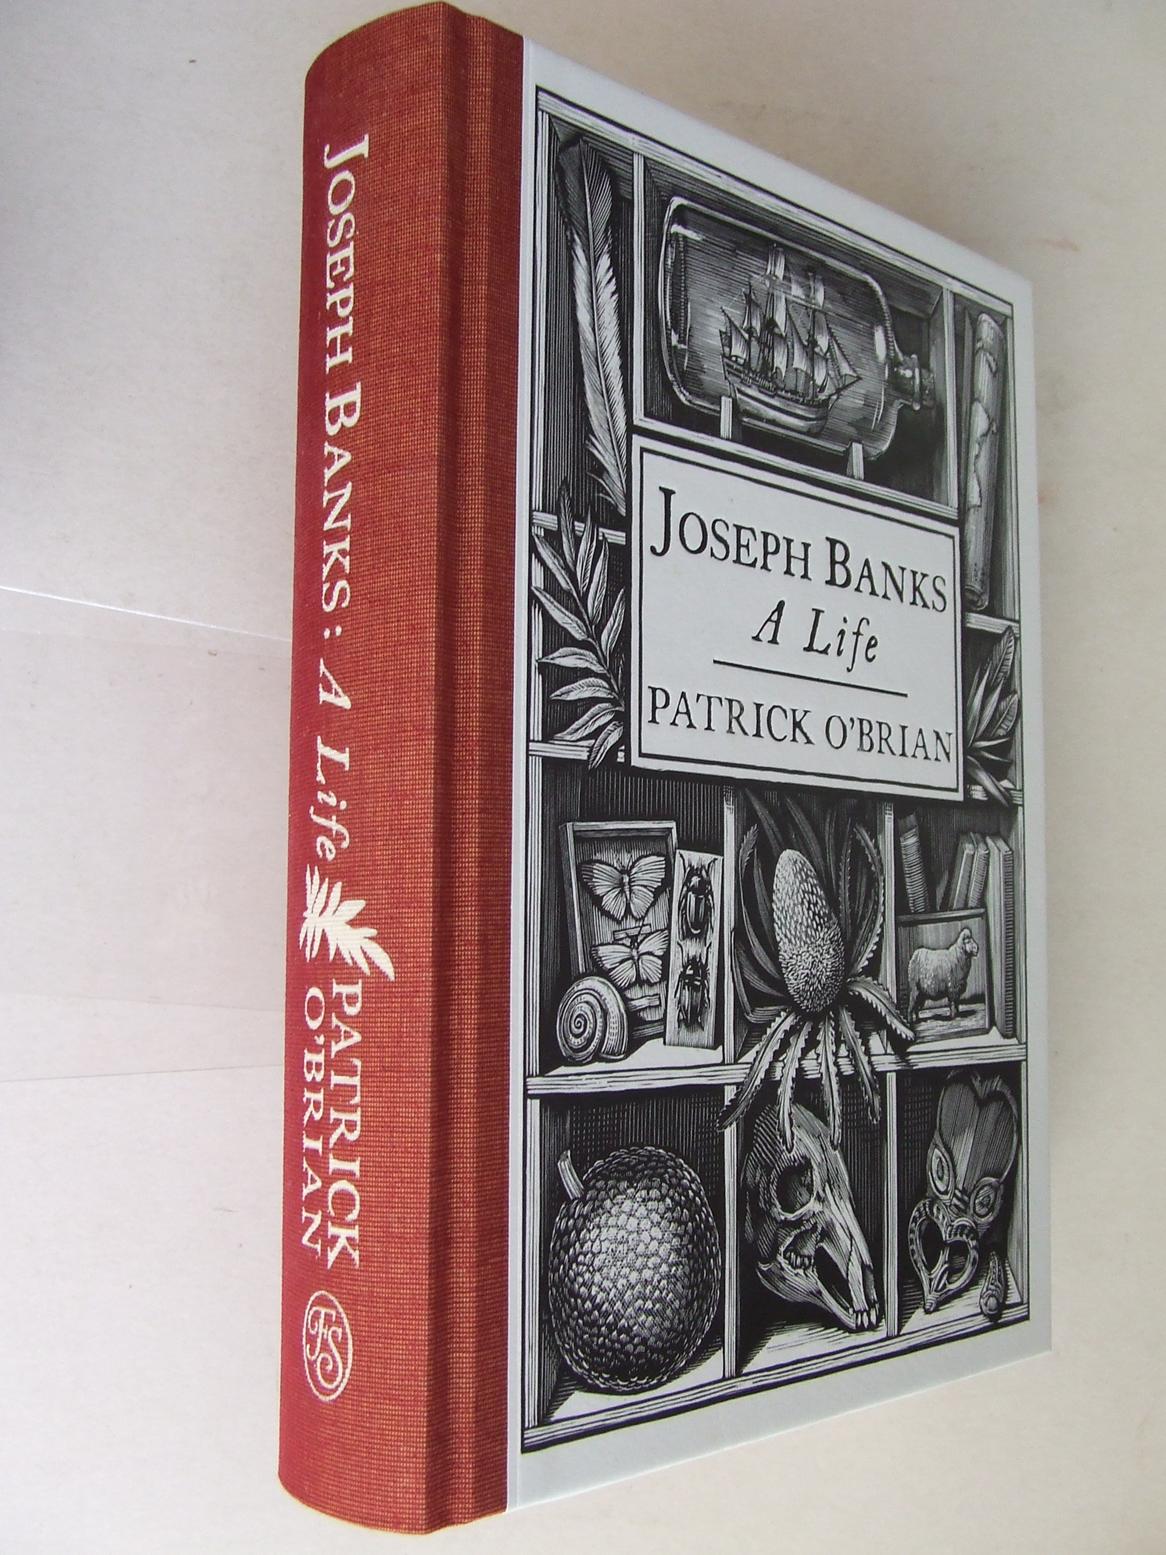 JOSEPH BANKS: A Life PATRICK
O'BRIAN
FS
JOSEPH BANKS
A Life
PATRICK O'BRIAN